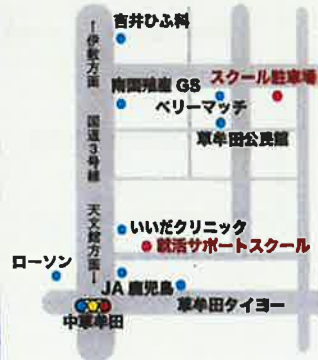 吉井ひふ科
←伊敷方面
国道3号線
天文館方面→
南国殖産 GS
スクール駐車場
ベリーマッチ
草牟田公民館
いいだクリニック
就活サポートスクール
ローソン
JA 鹿児島
草牟田タイヨー
中草牟田